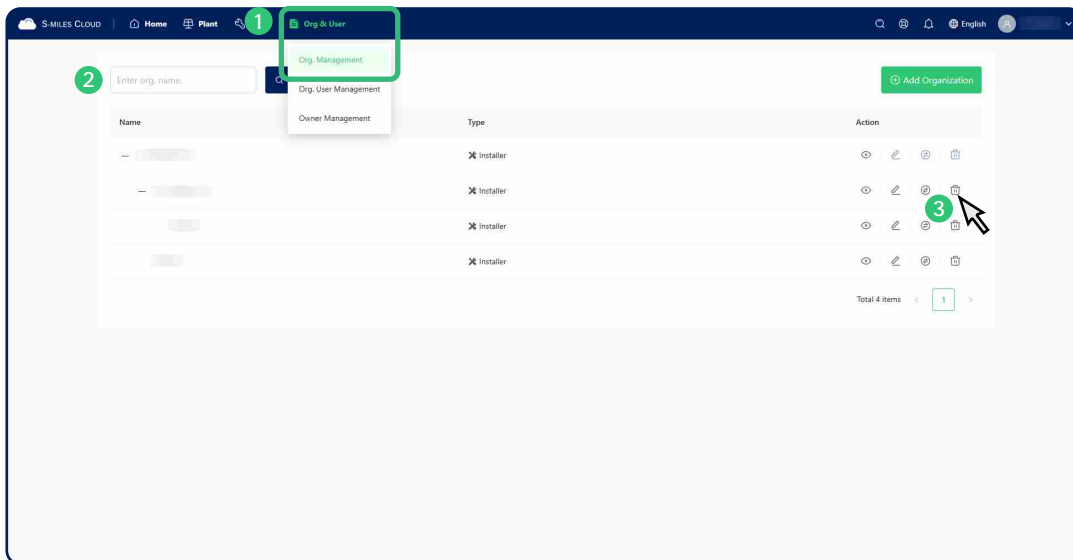 S-MILES CLOUD Home Plant 1 Org & User English
Org. Management
2 Enter org. name. Add Organization
Org. User Management
Owner Management
Name Type Action
Installer
Installer
3
Installer
Installer
Total 4 items < 1 >